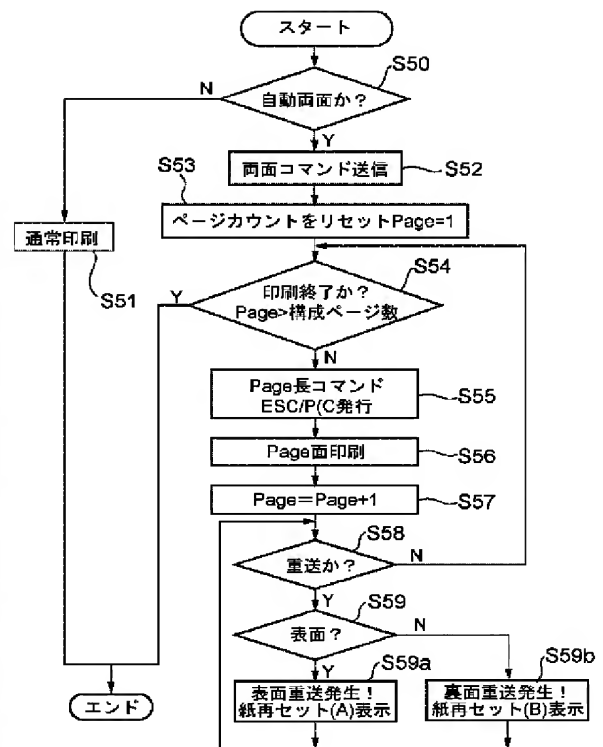 スタート
S50
N
自動両面か？
Y
両面コマンド送信
S52
S53
ページカウントをリセットPage=1
通常印刷
S51
S54
Y
印刷終了か？
Page>構成ページ数
N
Page長コマンド
ESC/P(C発行
S55
Page面印刷
S56
Page＝Page+1
S57
S58
重送か？
N
Y
S59
表面？
N
Y
S59a
S59b
表面重送発生！
紙再セット(A)表示
裏面重送発生！
紙再セット(B)表示
エンド